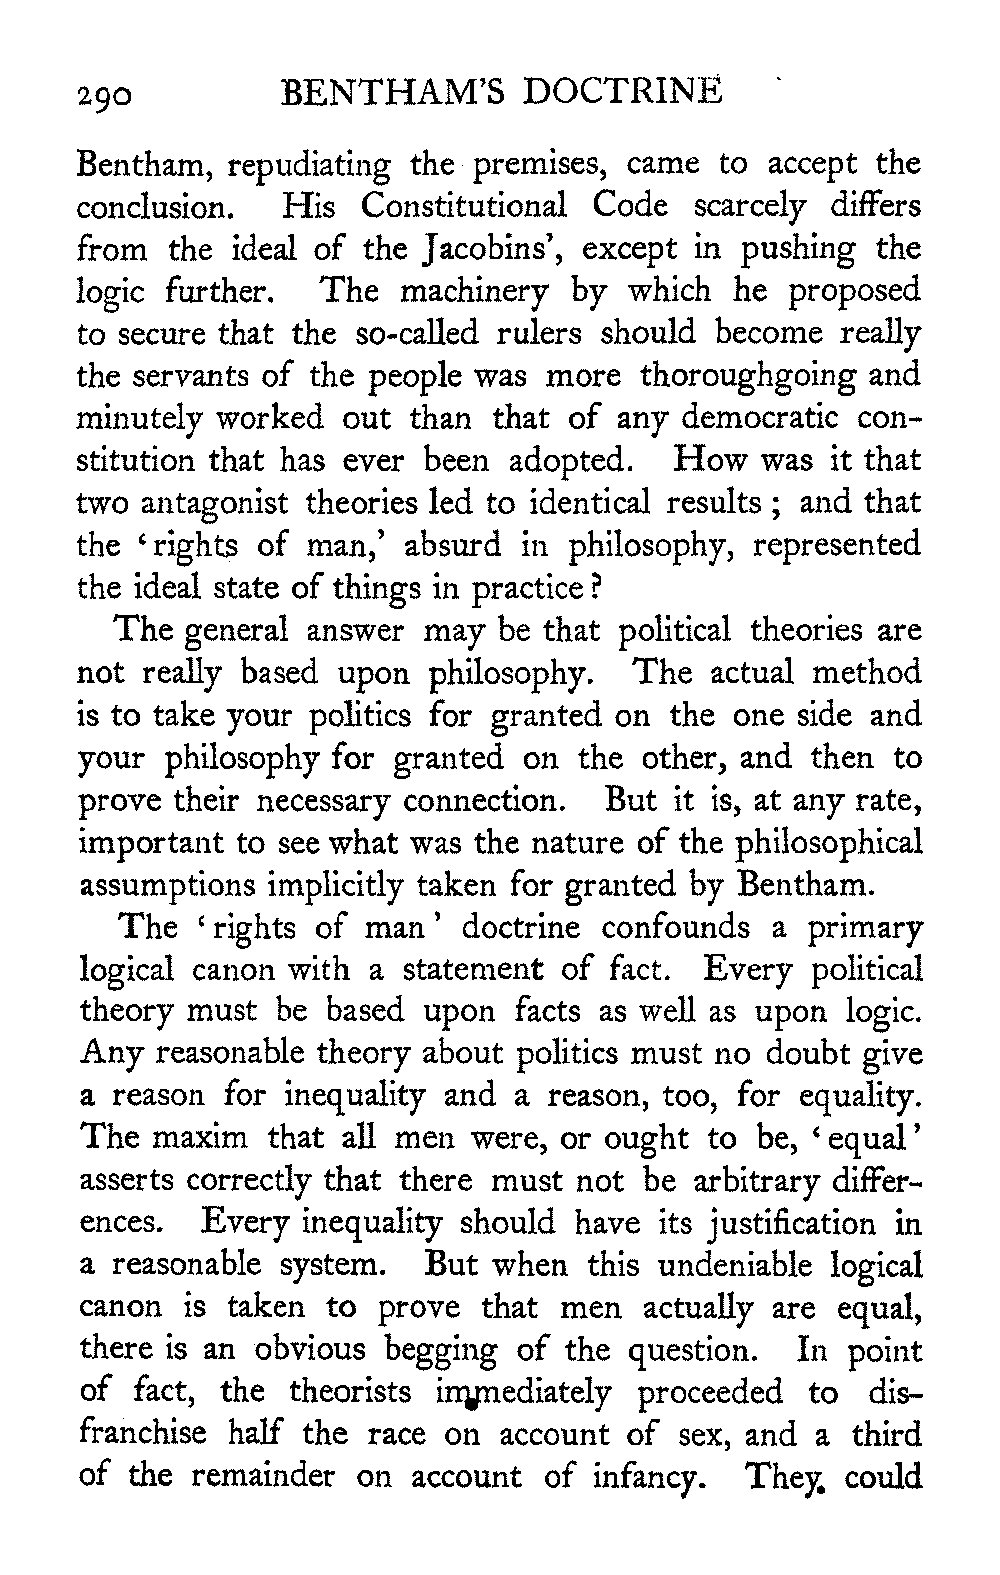 290 BENTHAM'S DOCTRINE
Bentham, repudiating the premises, came to accept the
conclusion. His Constitutional Code scarcely differs
from the ideal of the Jacobins', except in pushing the
logic further. The machinery by which he proposed
to secure that the so-called rulers should become really
the servants of the people was more thoroughgoing and
minutely worked out than that of any democratic con-
stitution that has ever been adopted. How was it that
two antagonist theories led to identical results; and that
the 'rights of man,' absurd in philosophy, represented
the ideal state of things in practice?
The general answer may be that political theories are
not really based upon philosophy. The actual method
is to take your politics for granted on the one side and
your philosophy for granted on the other, and then to
prove their necessary connection. But it is, at any rate,
important to see what was the nature of the philosophical
assumptions implicitly taken for granted by Bentham.
The 'rights of man' doctrine confounds a primary
logical canon with a statement of fact. Every political
theory must be based upon facts as well as upon logic.
Any reasonable theory about politics must no doubt give
a reason for inequality and a reason, too, for equality.
The maxim that all men were, or ought to be, 'equal'
asserts correctly that there must not be arbitrary differ-
ences. Every inequality should have its justification in
a reasonable system. But when this undeniable logical
canon is taken to prove that men actually are equal,
there is an obvious begging of the question. In point
of fact, the theorists immediately proceeded to dis-
franchise half the race on account of sex, and a third
of the remainder on account of infancy. They could